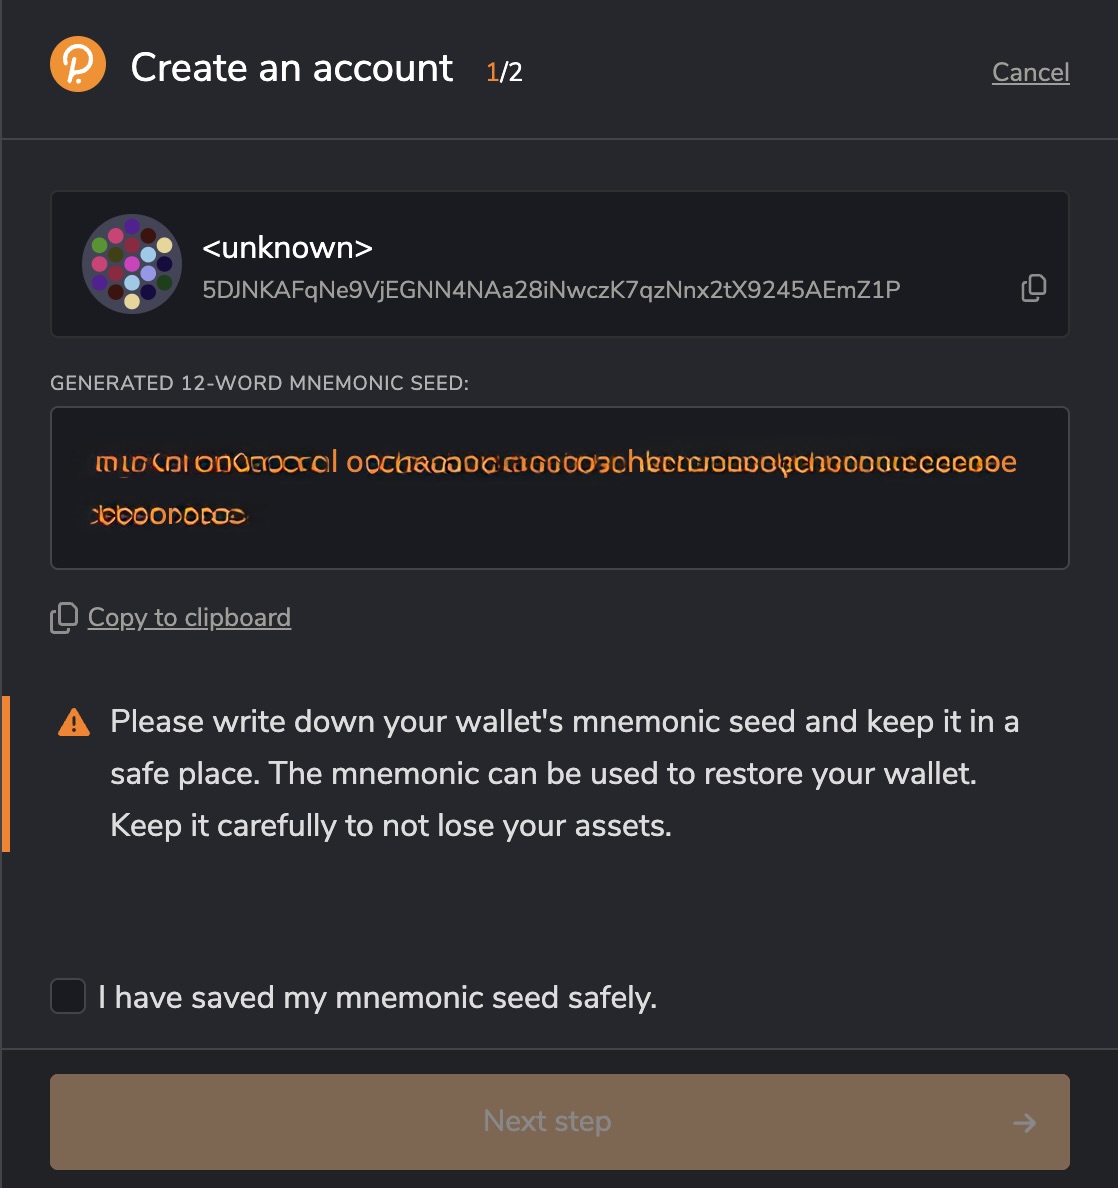 Create an account 1/2 Cancel
<unknown>
5DJNKAFqNe9VjEGNN4NAa28iNwczK7qzNnx2tX9245AEmZ1P
GENERATED 12-WORD MNEMONIC SEED:
Copy to clipboard
Please write down your wallet's mnemonic seed and keep it in a
safe place. The mnemonic can be used to restore your wallet.
Keep it carefully to not lose your assets.
I have saved my mnemonic seed safely.
Next step